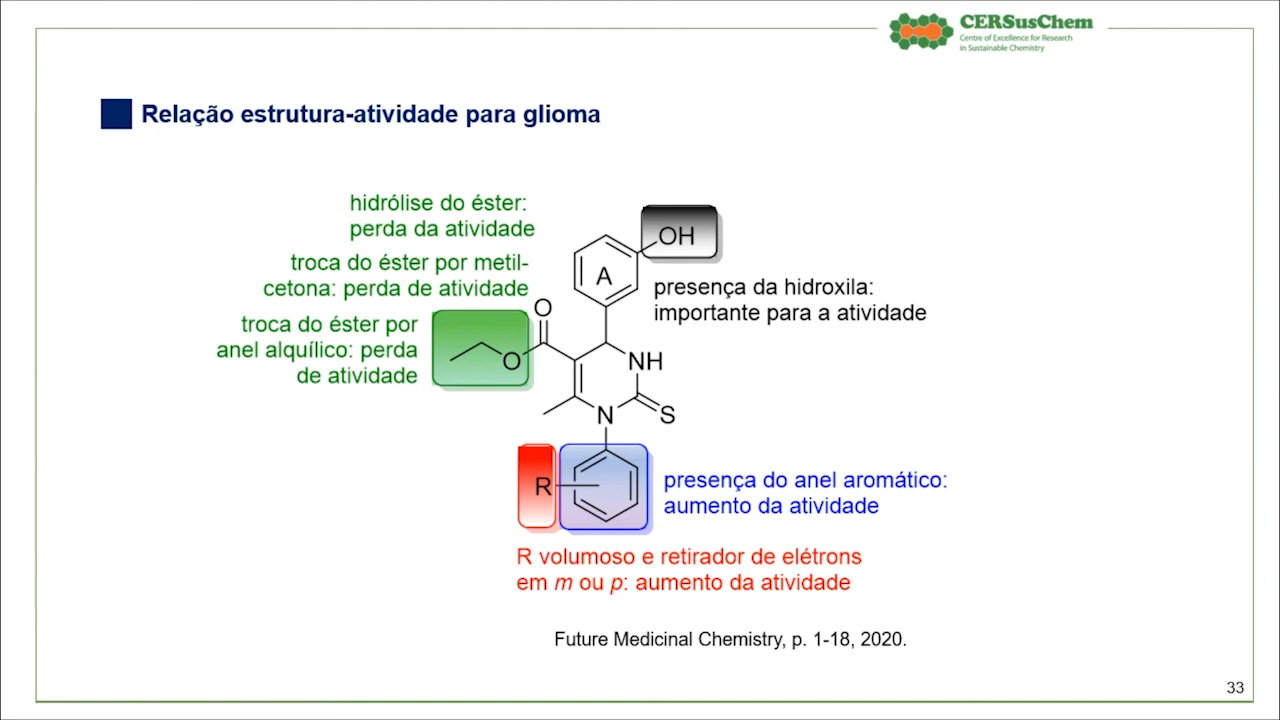 CERSusChem
Centre of Excellence for Research
in Sustainable Chemistry
Relação estrutura-atividade para glioma
hidrólise do éster:
perda da atividade
troca do éster por metil-
cetona: perda de atividade
troca do éster por
anel alquílico: perda
de atividade
OH
A
presença da hidroxila:
importante para a atividade
O
O
NH
N
S
R
presença do anel aromático:
aumento da atividade
R volumoso e retirador de elétrons
em m ou p: aumento da atividade
Future Medicinal Chemistry, p. 1-18, 2020.
33